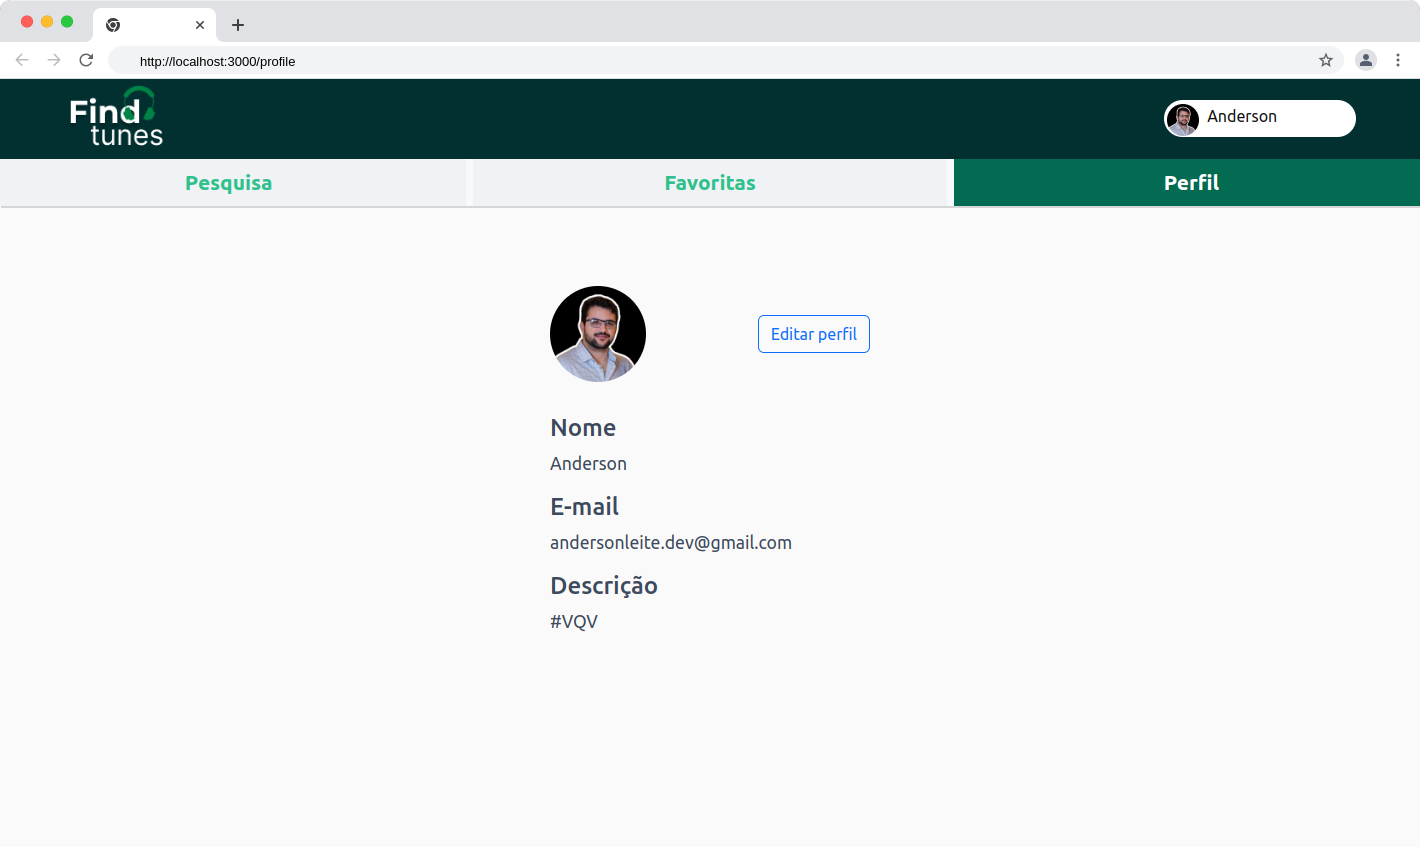 http://localhost:3000/profile
Find
tunes
Anderson
Pesquisa
Favoritas
Perfil
Editar perfil
Nome
Anderson
E-mail
andersonleite.dev@gmail.com
Descrição
#VQV